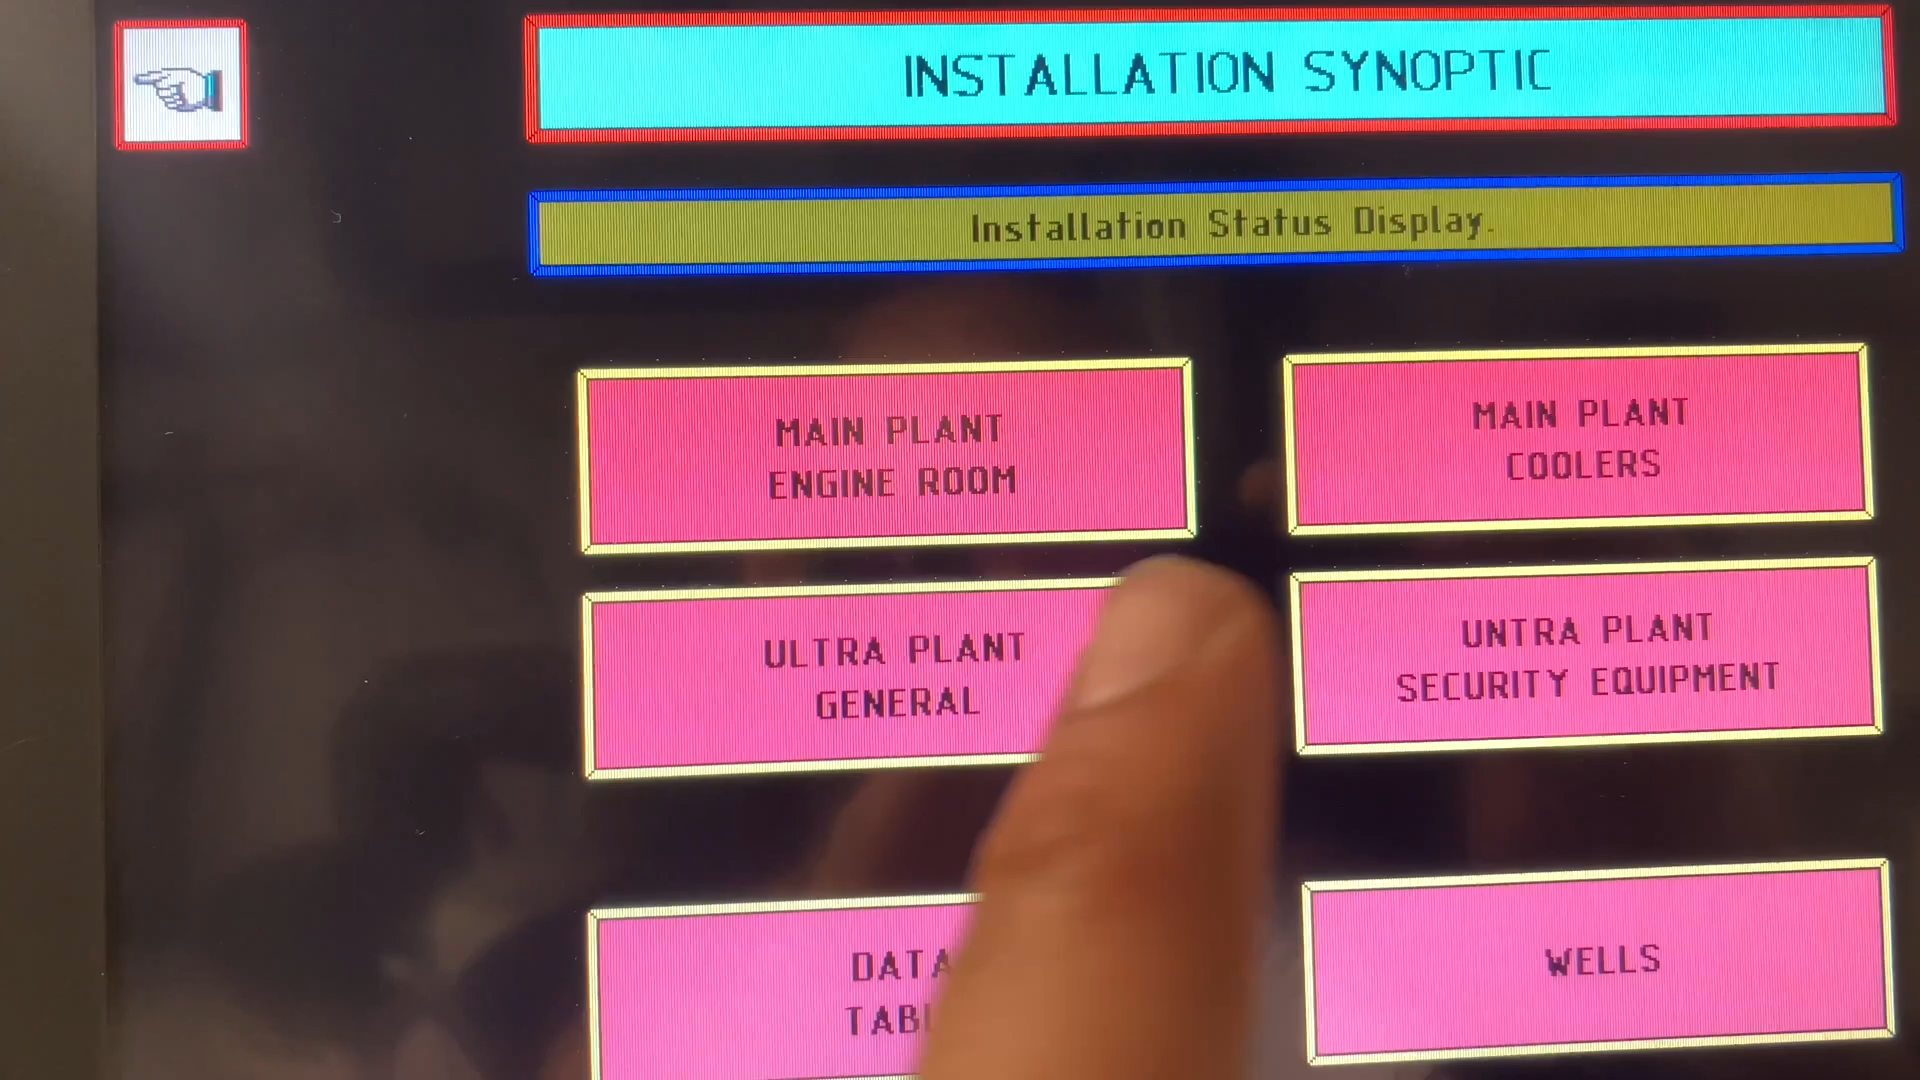 INSTALLATION SYNOPTIC
Installation Status Display.
MAIN PLANT
ENGINE ROOM
MAIN PLANT
COOLERS
ULTRA PLANT
GENERAL
UNTRA PLANT
SECURITY EQUIPMENT
DATA
WELLS